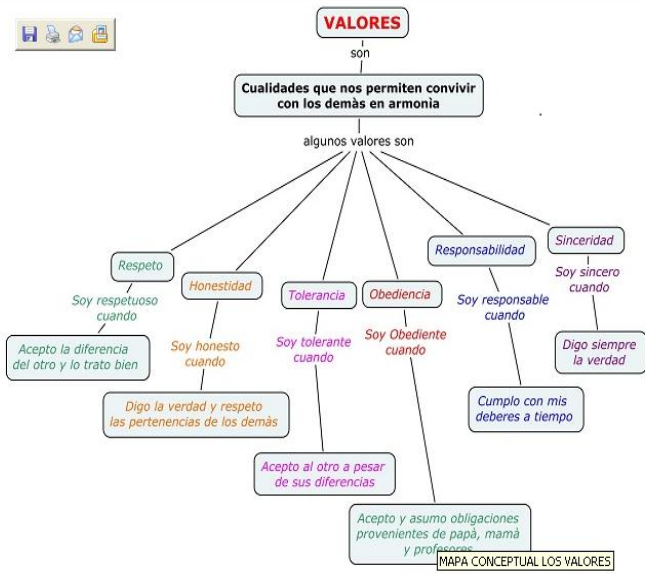 VALORES
son
Cualidades que nos permiten convivir
con los demàs en armonìa
algunos valores son
Respeto
Soy respetuoso
cuando
Acepto la diferencia
del otro y lo trato bien
Honestidad
Soy honesto
cuando
Digo la verdad y respeto
las pertenencias de los demàs
Tolerancia
Soy tolerante
cuando
Acepto al otro a pesar
de sus diferencias
Obediencia
Soy Obediente
cuando
Acepto y asumo obligaciones
provenientes de papà, mamà
y profesores
Responsabilidad
Soy responsable
cuando
Cumplo con mis
deberes a tiempo
Sinceridad
Soy sincero
cuando
Digo siempre
la verdad
MAPA CONCEPTUAL LOS VALORES